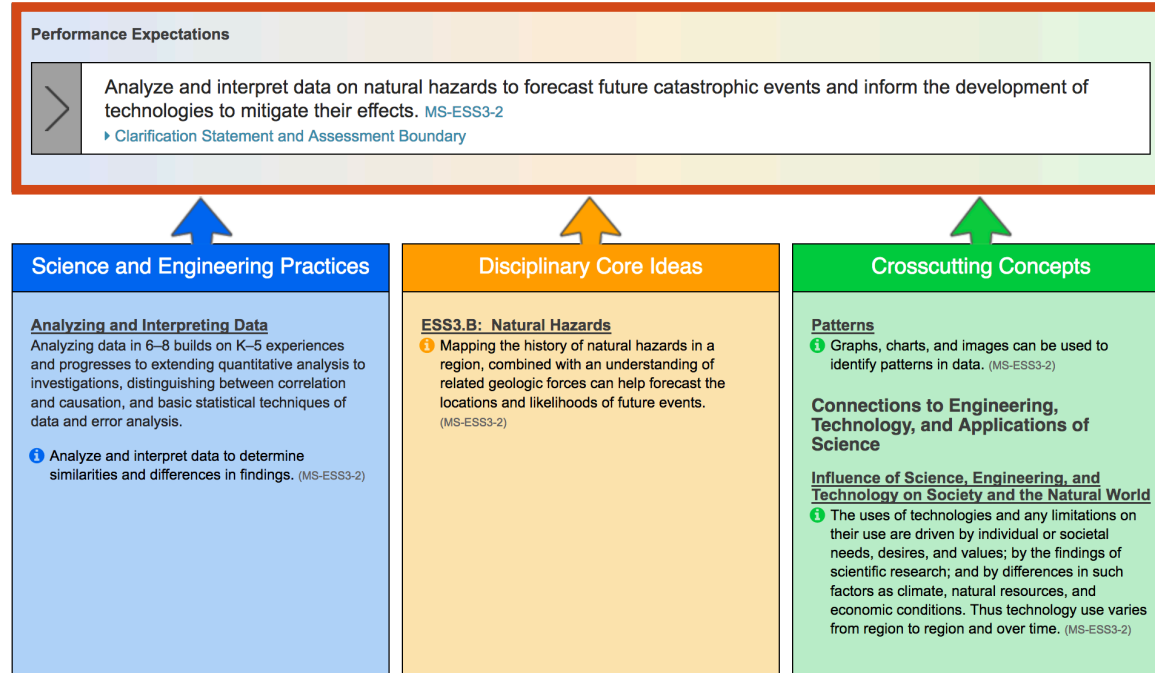 Performance Expectations
Analyze and interpret data on natural hazards to forecast future catastrophic events and inform the development of
technologies to mitigate their effects. MS-ESS3-2
Clarification Statement and Assessment Boundary
Science and Engineering Practices
Analyzing and Interpreting Data
Analyzing data in 6–8 builds on K–5 experiences
and progresses to extending quantitative analysis to
investigations, distinguishing between correlation
and causation, and basic statistical techniques of
data and error analysis.
Analyze and interpret data to determine
similarities and differences in findings. (MS-ESS3-2)
Disciplinary Core Ideas
ESS3.B: Natural Hazards
Mapping the history of natural hazards in a
region, combined with an understanding of
related geologic forces can help forecast the
locations and likelihoods of future events.
(MS-ESS3-2)
Crosscutting Concepts
Patterns
Graphs, charts, and images can be used to
identify patterns in data. (MS-ESS3-2)
Connections to Engineering,
Technology, and Applications of
Science
Influence of Science, Engineering, and
Technology on Society and the Natural World
The uses of technologies and any limitations on
their use are driven by individual or societal
needs, desires, and values; by the findings of
scientific research; and by differences in such
factors as climate, natural resources, and
economic conditions. Thus technology use varies
from region to region and over time. (MS-ESS3-2)